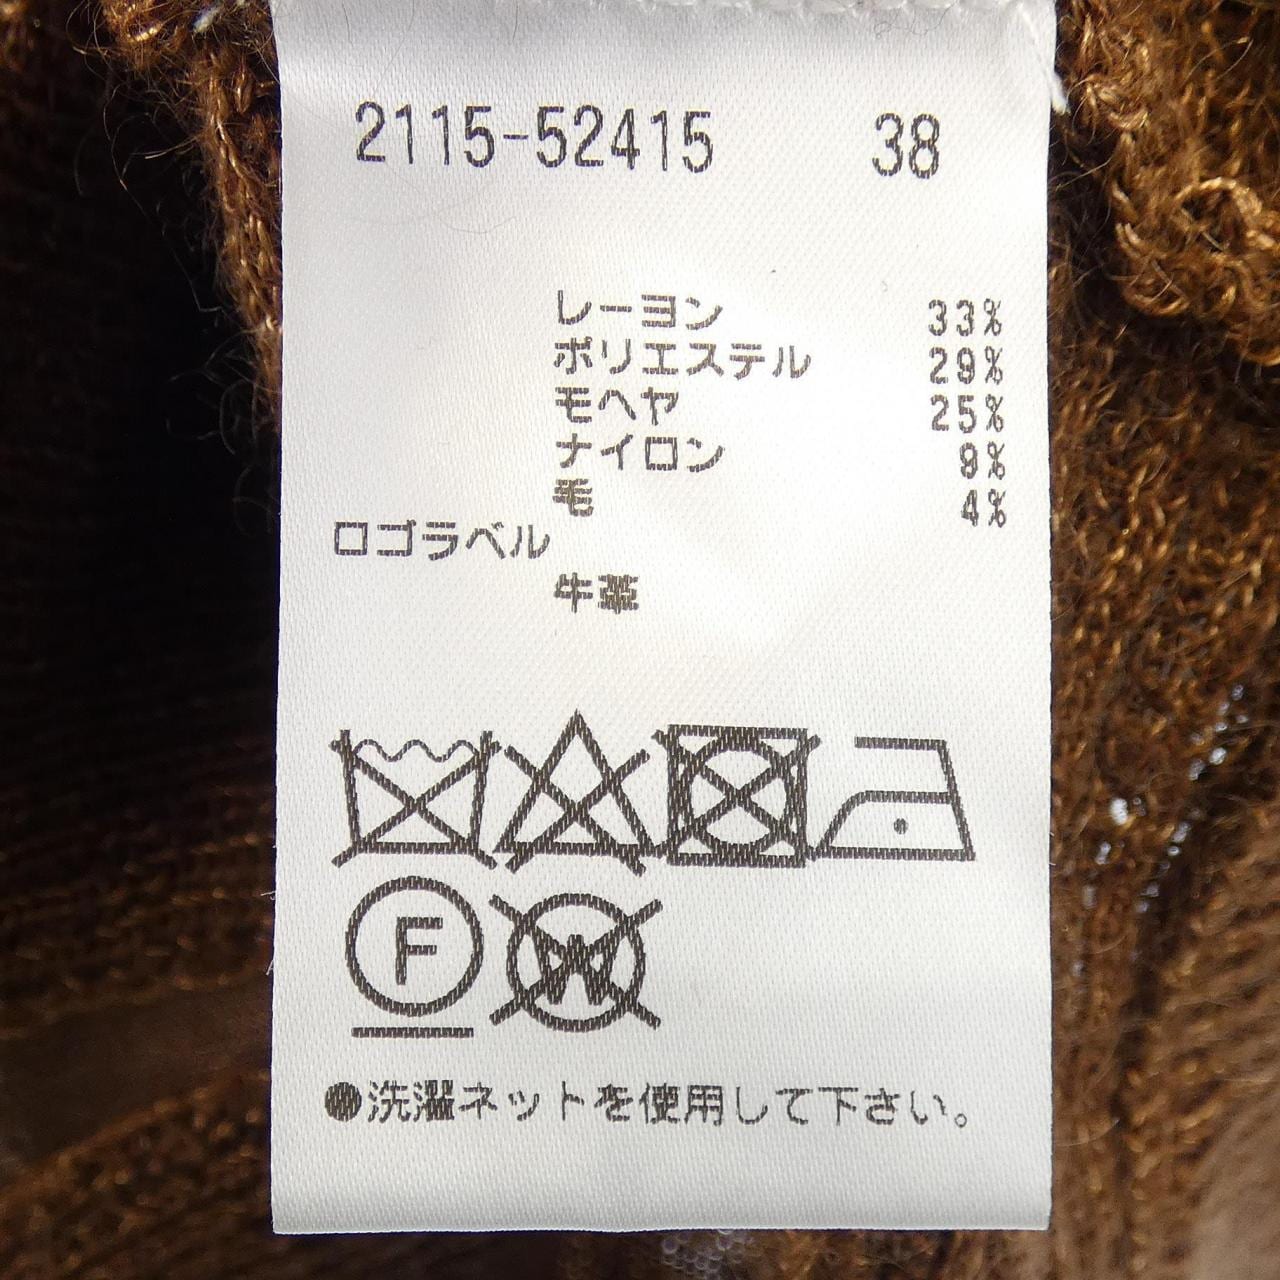 2115-52415 38
レーヨン 33%
ポリエステル 29%
モヘヤ 25%
ナイロン 9%
毛 4%
ロゴラベル
牛革
F W
●洗濯ネットを使用して下さい。